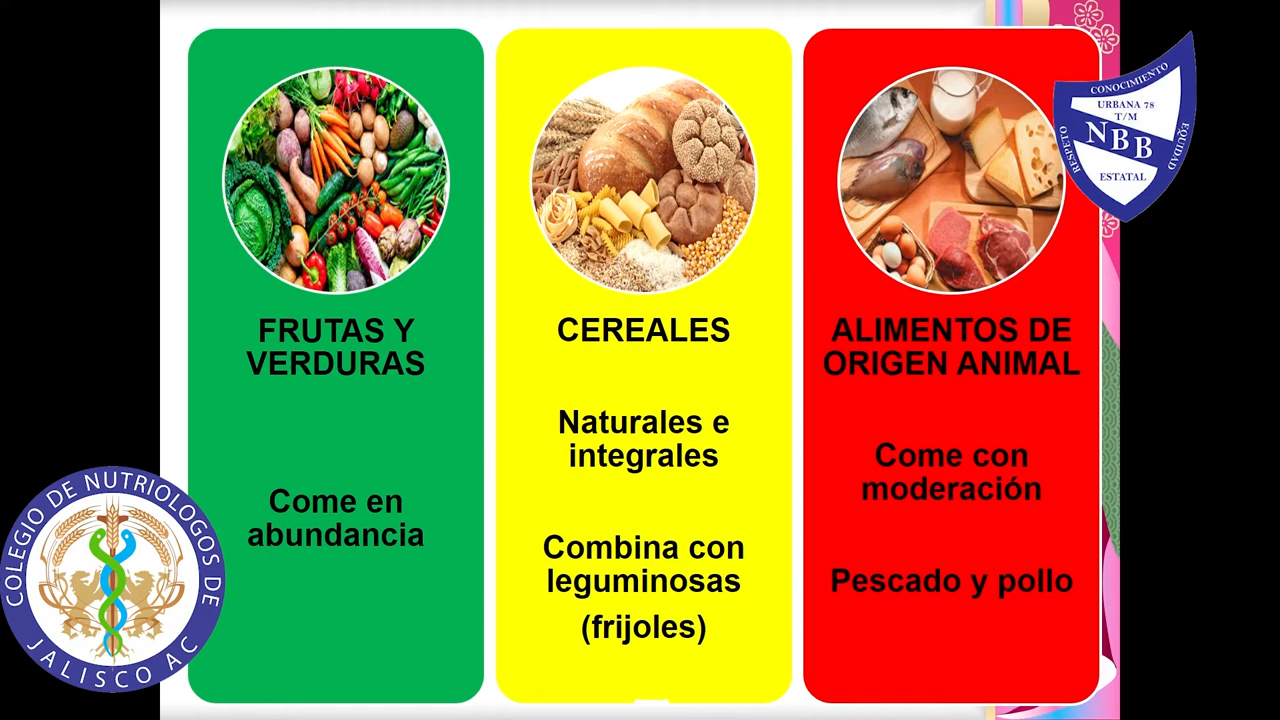 FRUTAS Y
VERDURAS
Come en
abundancia
CEREALES
Naturales e
integrales
Combina con
leguminosas
(frijoles)
ALIMENTOS DE
ORIGEN ANIMAL
Come con
moderación
Pescado y pollo
CONOCIMIENTO
URBANA 78
T/M
NBB
ESTATAL
RESPETO
EQUIDAD
COLEGIO DE NUTRIOLOGOS DE
JALISCO AC